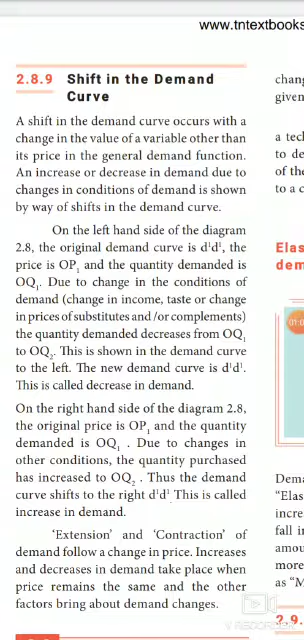 www.tntextbooks
2.8.9 Shift in the Demand
Curve
A shift in the demand curve occurs with a
change in the value of a variable other than
its price in the general demand function.
An increase or decrease in demand due to
changes in conditions of demand is shown
by way of shifts in the demand curve.
On the left hand side of the diagram
2.8, the original demand curve is d¹d¹, the
price is OP₁ and the quantity demanded is
OQ₁. Due to change in the conditions of
demand (change in income, taste or change
in prices of substitutes and /or complements)
the quantity demanded decreases from OQ₁
to OQ₂. This is shown in the demand curve
to the left. The new demand curve is d¹d¹.
This is called decrease in demand.
On the right hand side of the diagram 2.8,
the original price is OP₁ and the quantity
demanded is OQ₁ . Due to changes in
other conditions, the quantity purchased
has increased to OQ₂ . Thus the demand
curve shifts to the right d¹d¹ This is called
increase in demand.
‘Extension’ and ‘Contraction’ of
demand follow a change in price. Increases
and decreases in demand take place when
price remains the same and the other
factors bring about demand changes.
chang
given
a tech
to de
of the
to a c
Elas
dem
01:0
Dema
“Elas
incre
fall i
amou
more
as “M
2.9.